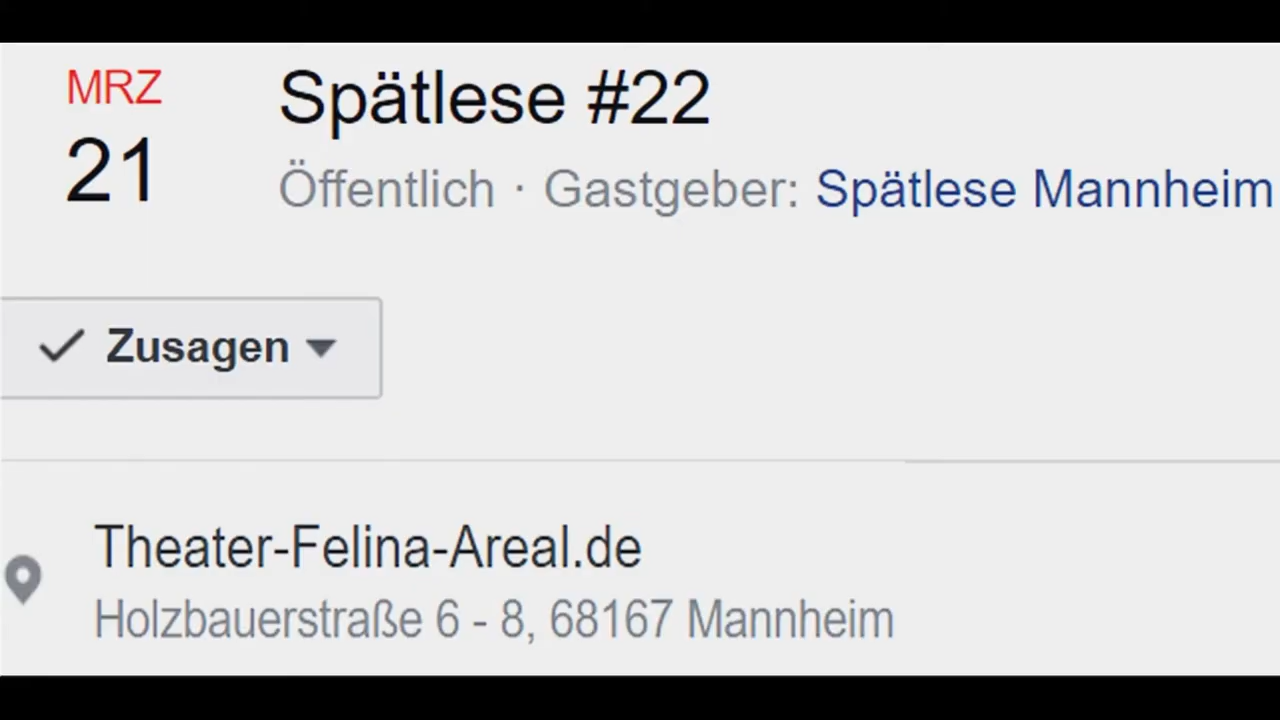 MRZ
21
Spätlese #22
Öffentlich · Gastgeber: Spätlese Mannheim
Zusagen
Theater-Felina-Areal.de
Holzbauerstraße 6 - 8, 68167 Mannheim